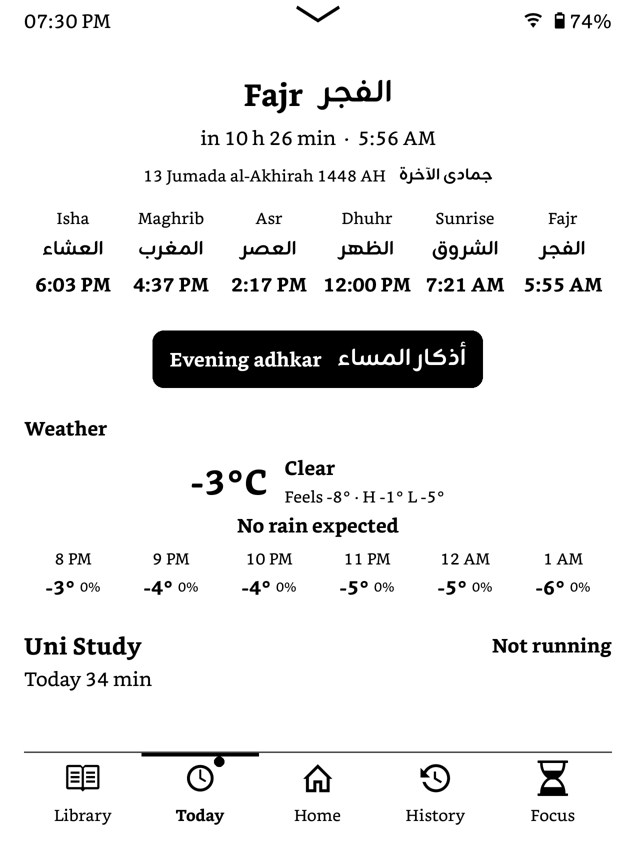 07:30 PM 74%
Fajr الفجر
in 10 h 26 min · 5:56 AM
13 Jumada al-Akhirah 1448 AH جمادى الآخرة
Isha Maghrib Asr Dhuhr Sunrise Fajr
العشاء المغرب العصر الظهر الشروق الفجر
6:03 PM 4:37 PM 2:17 PM 12:00 PM 7:21 AM 5:55 AM
Evening adhkar أذكار المساء
Weather
-3°C Clear
Feels -8° · H -1° L -5°
No rain expected
8 PM 9 PM 10 PM 11 PM 12 AM 1 AM
-3° 0% -4° 0% -4° 0% -5° 0% -5° 0% -6° 0%
Uni Study Not running
Today 34 min
Library Today Home History Focus